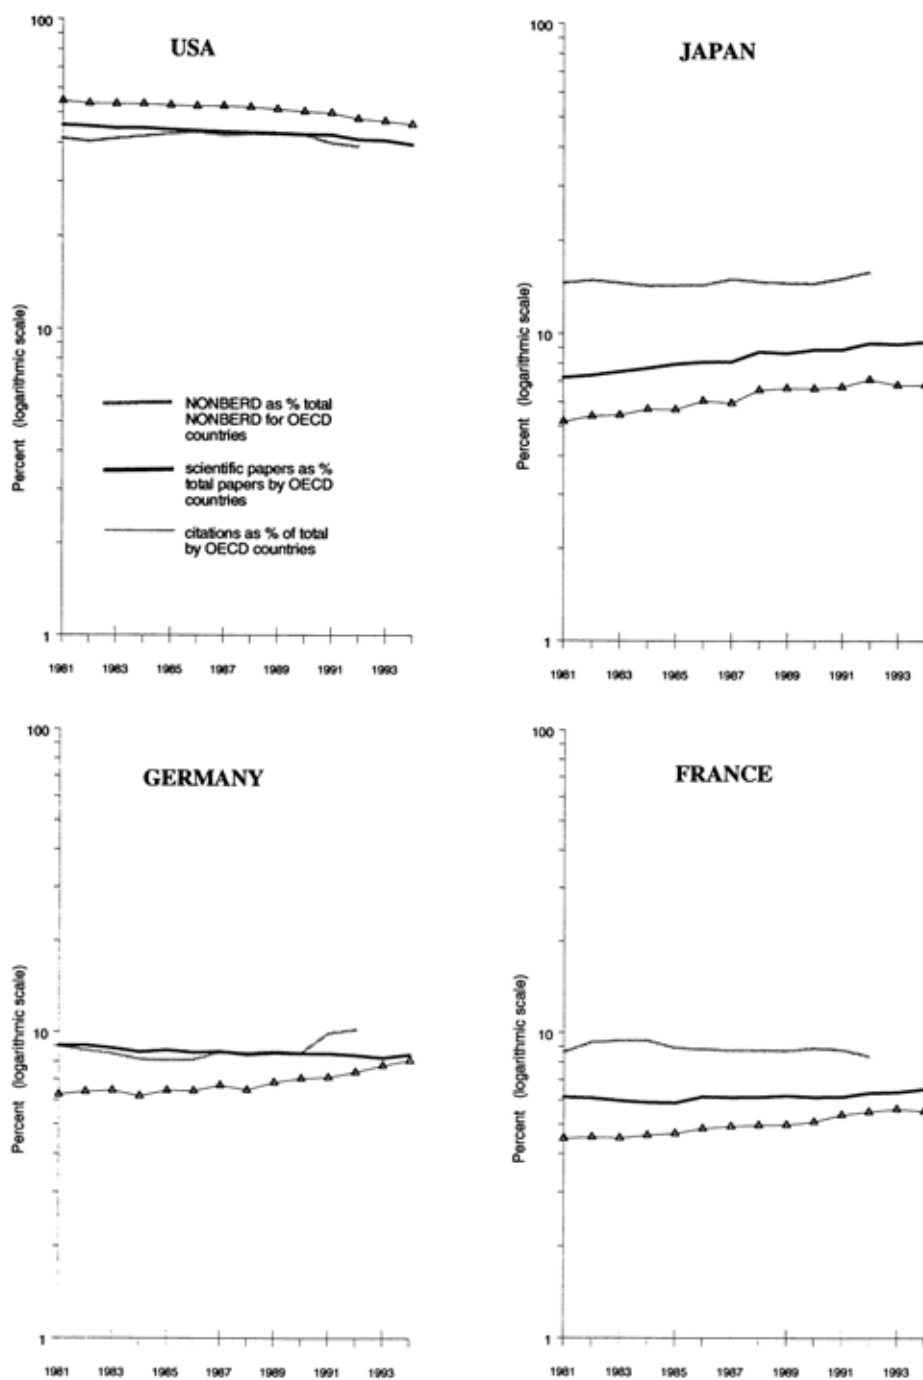 USA
100
10
1
Percent (logarithmic scale)
NONBERD as % total
NONBERD for OECD
countries
scientific papers as %
total papers by OECD
countries
citations as % of total
by OECD countries
1981 1983 1985 1987 1989 1991 1993
JAPAN
100
10
1
Percent (logarithmic scale)
1981 1983 1985 1987 1989 1991 1993
GERMANY
100
10
1
Percent (logarithmic scale)
1981 1983 1985 1987 1989 1991 1993
FRANCE
100
10
1
Percent (logarithmic scale)
1981 1983 1985 1987 1989 1991 1993